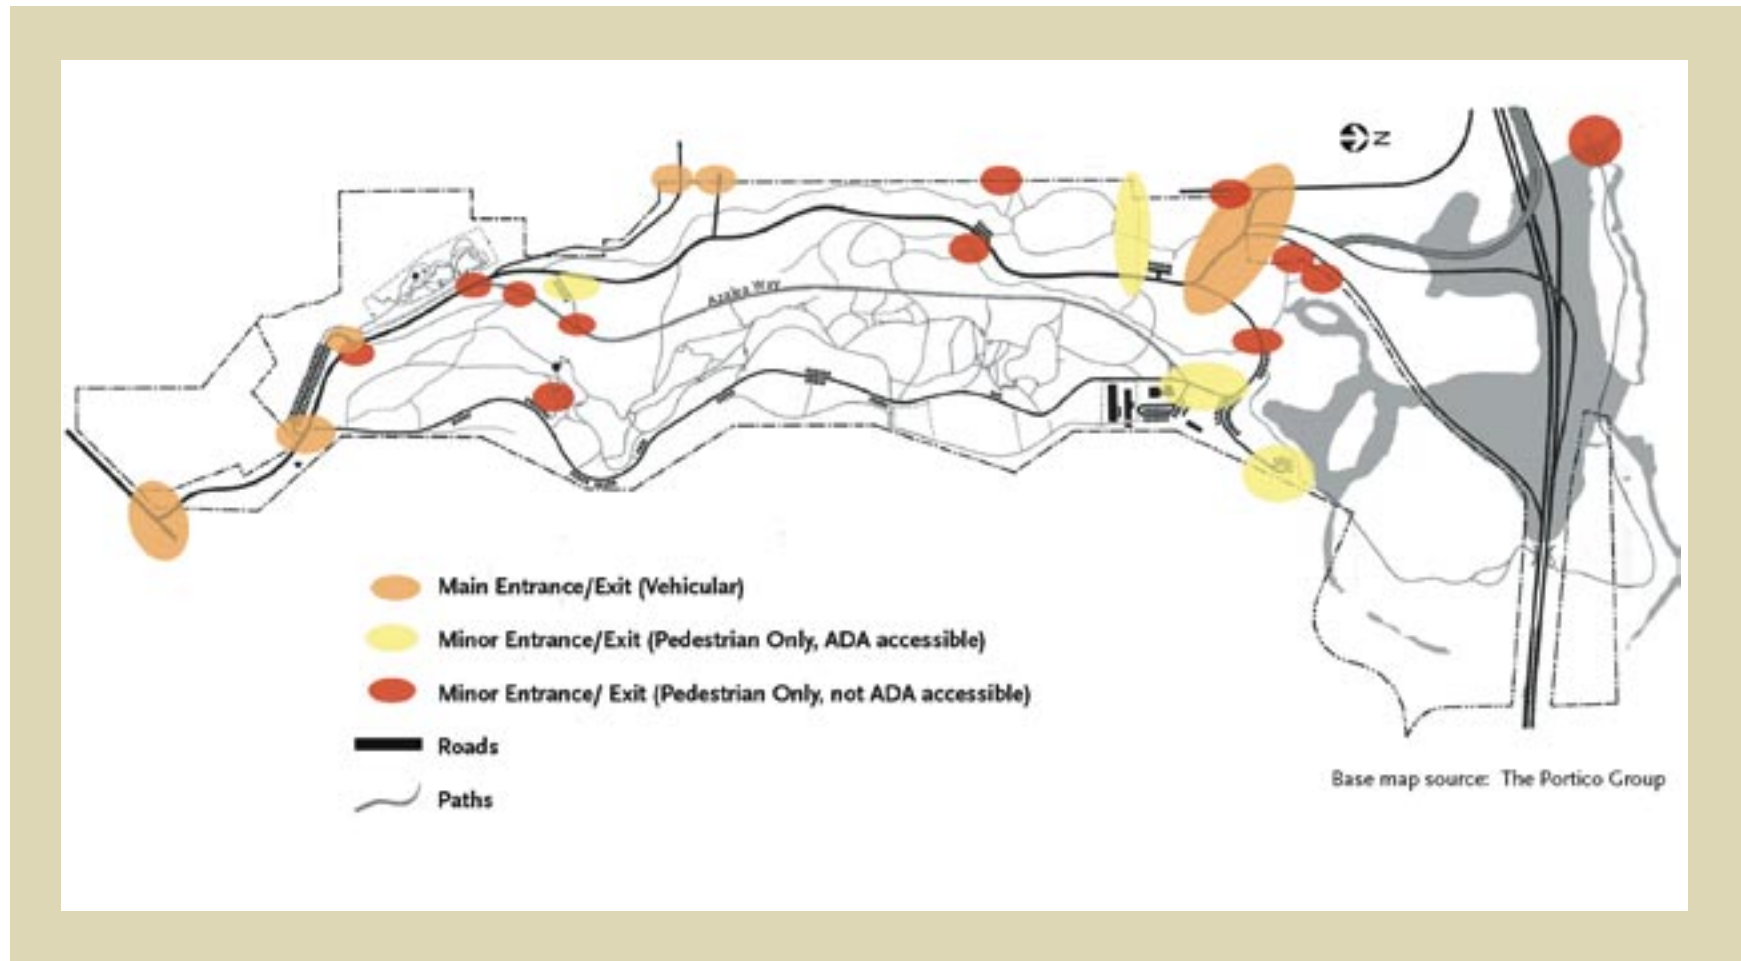 N
Azalea Way
Main Entrance/Exit (Vehicular)
Minor Entrance/Exit (Pedestrian Only, ADA accessible)
Minor Entrance/ Exit (Pedestrian Only, not ADA accessible)
Roads
Paths
Base map source: The Portico Group